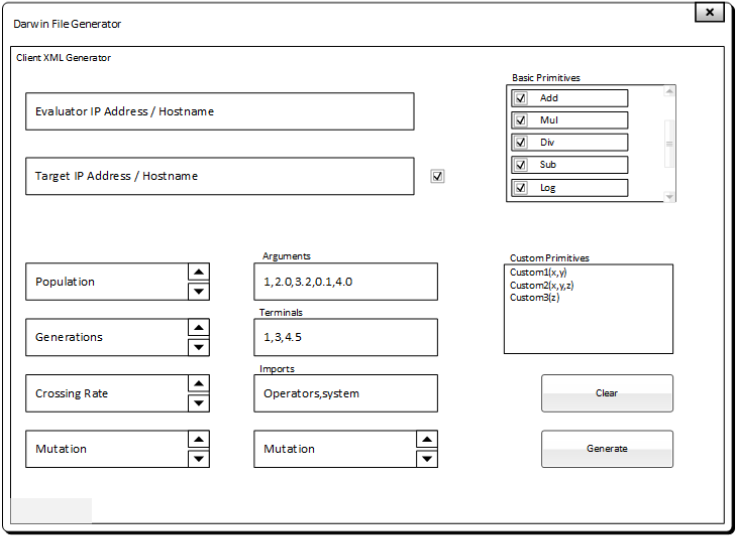 Darwin File Generator
Client XML Generator
Basic Primitives
Evaluator IP Address / Hostname
Add
Mul
Div
Sub
Log
Target IP Address / Hostname
Arguments
Custom Primitives
Population
1,2.0,3.2,0.1,4.0
Custom1(x,y)
Custom2(x,y,z)
Custom3(z)
Terminals
Generations
1,3,4.5
Imports
Crossing Rate
Operators,system
Clear
Mutation
Mutation
Generate